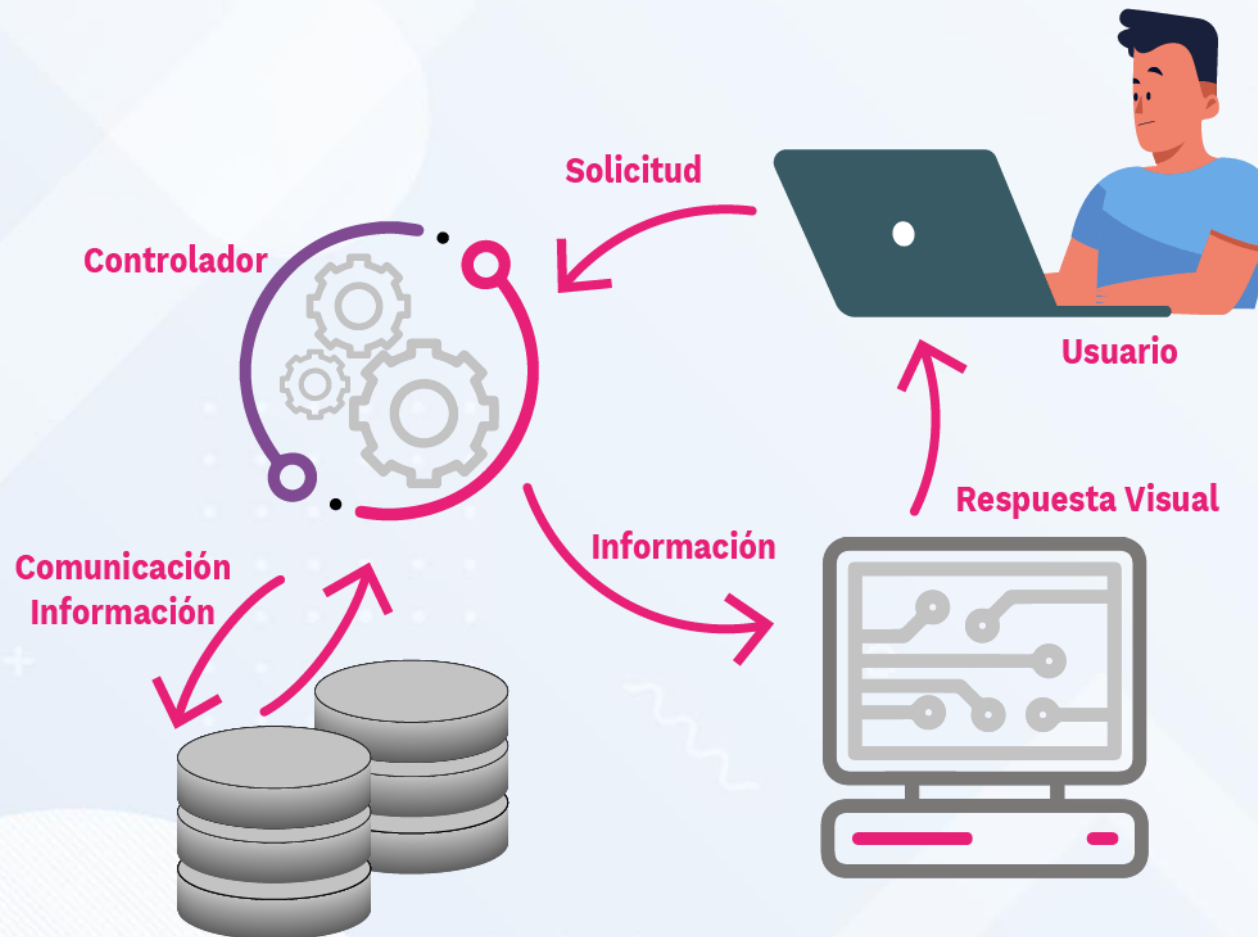 Solicitud
Controlador
Usuario
Respuesta Visual
Información
Comunicación
Información